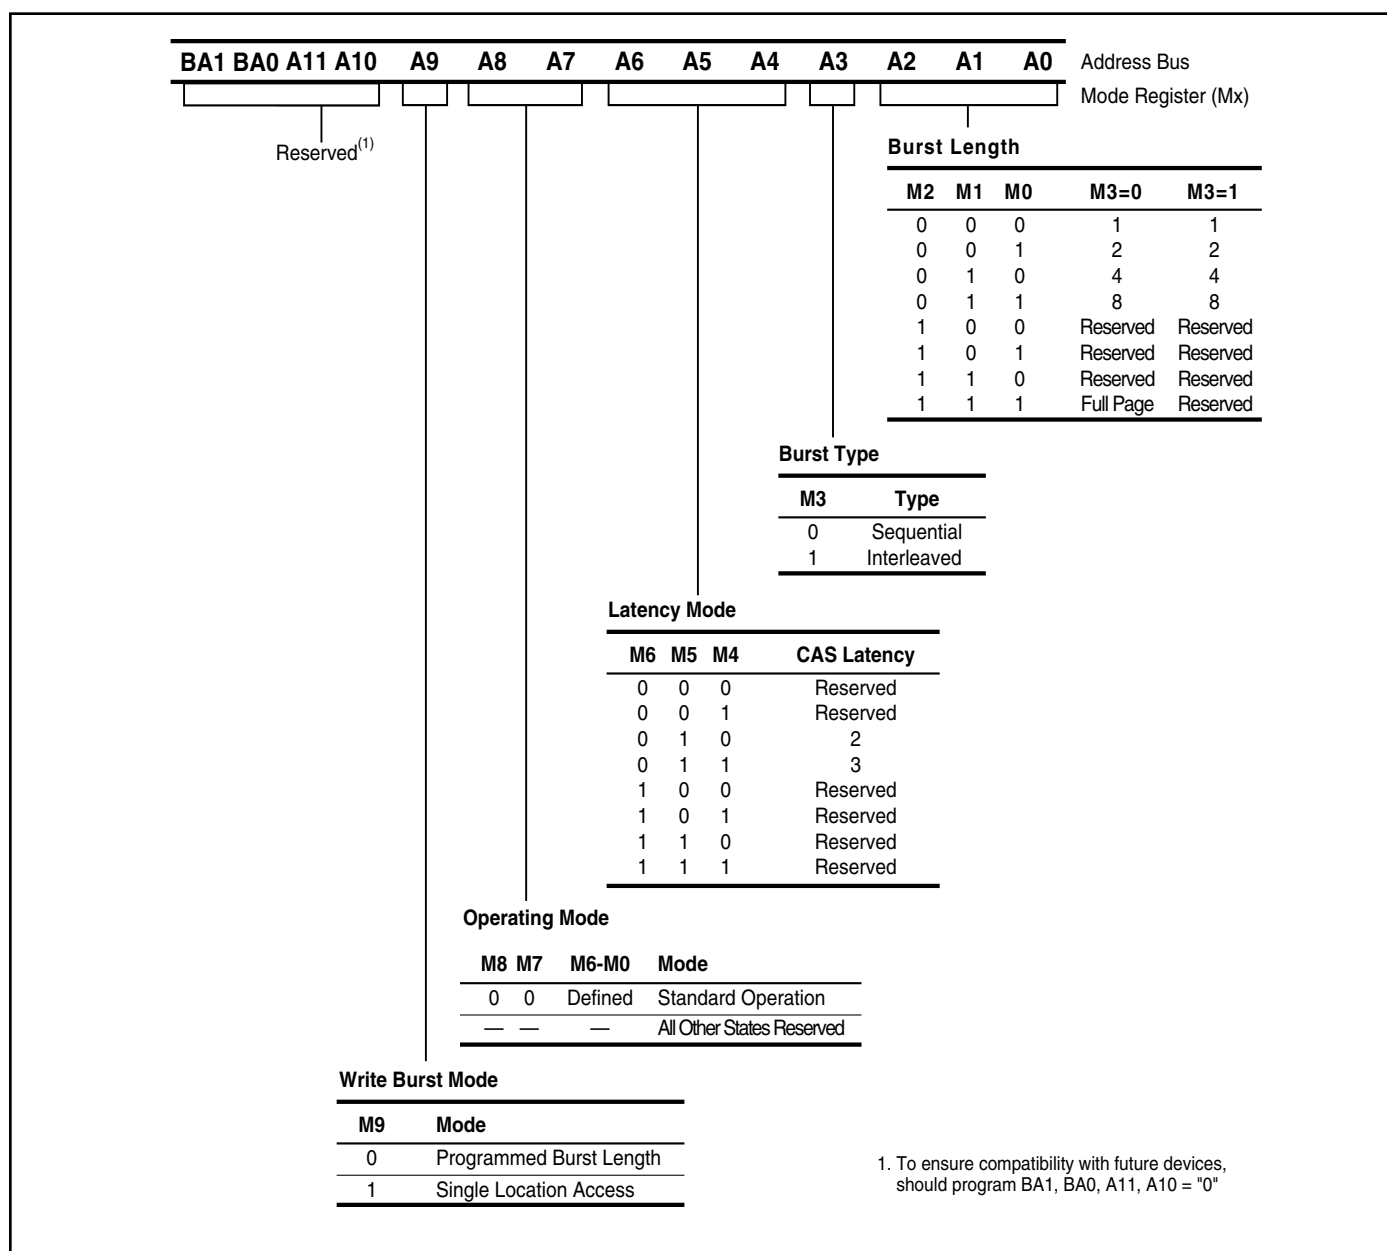 BA1 BA0 A11 A10 A9 A8 A7 A6 A5 A4 A3 A2 A1 A0 Address Bus
Mode Register (Mx)
Reserved(1)
Burst Length
M2 M1 M0 M3=0 M3=1
0 0 0 1 1
0 0 1 2 2
0 1 0 4 4
0 1 1 8 8
1 0 0 Reserved Reserved
1 0 1 Reserved Reserved
1 1 0 Reserved Reserved
1 1 1 Full Page Reserved
Burst Type
M3 Type
0 Sequential
1 Interleaved
Latency Mode
M6 M5 M4 CAS Latency
0 0 0 Reserved
0 0 1 Reserved
0 1 0 2
0 1 1 3
1 0 0 Reserved
1 0 1 Reserved
1 1 0 Reserved
1 1 1 Reserved
Operating Mode
M8 M7 M6-M0 Mode
0 0 Defined Standard Operation
— — — All Other States Reserved
Write Burst Mode
M9 Mode
0 Programmed Burst Length
1 Single Location Access
1. To ensure compatibility with future devices,
should program BA1, BA0, A11, A10 = "0"